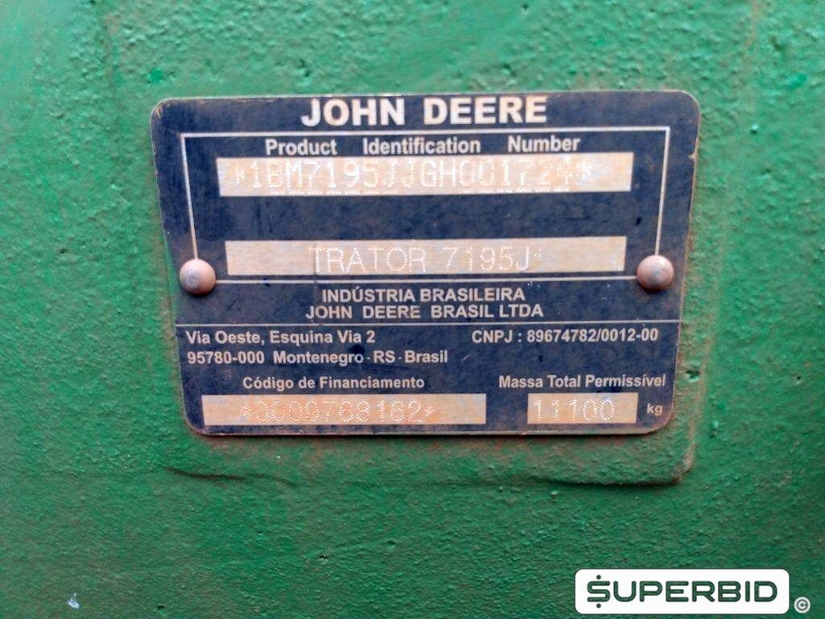 JOHN DEERE
Product Identification Number
*1BM7195JJGH001724*
TRATOR 7195J*
INDÚSTRIA BRASILEIRA
JOHN DEERE BRASIL LTDA
Via Oeste, Esquina Via 2 CNPJ : 89674782/0012-00
95780-000 Montenegro - RS - Brasil
Código de Financiamento Massa Total Permissível
*0009768162* 11100 kg
SUPERBID ©